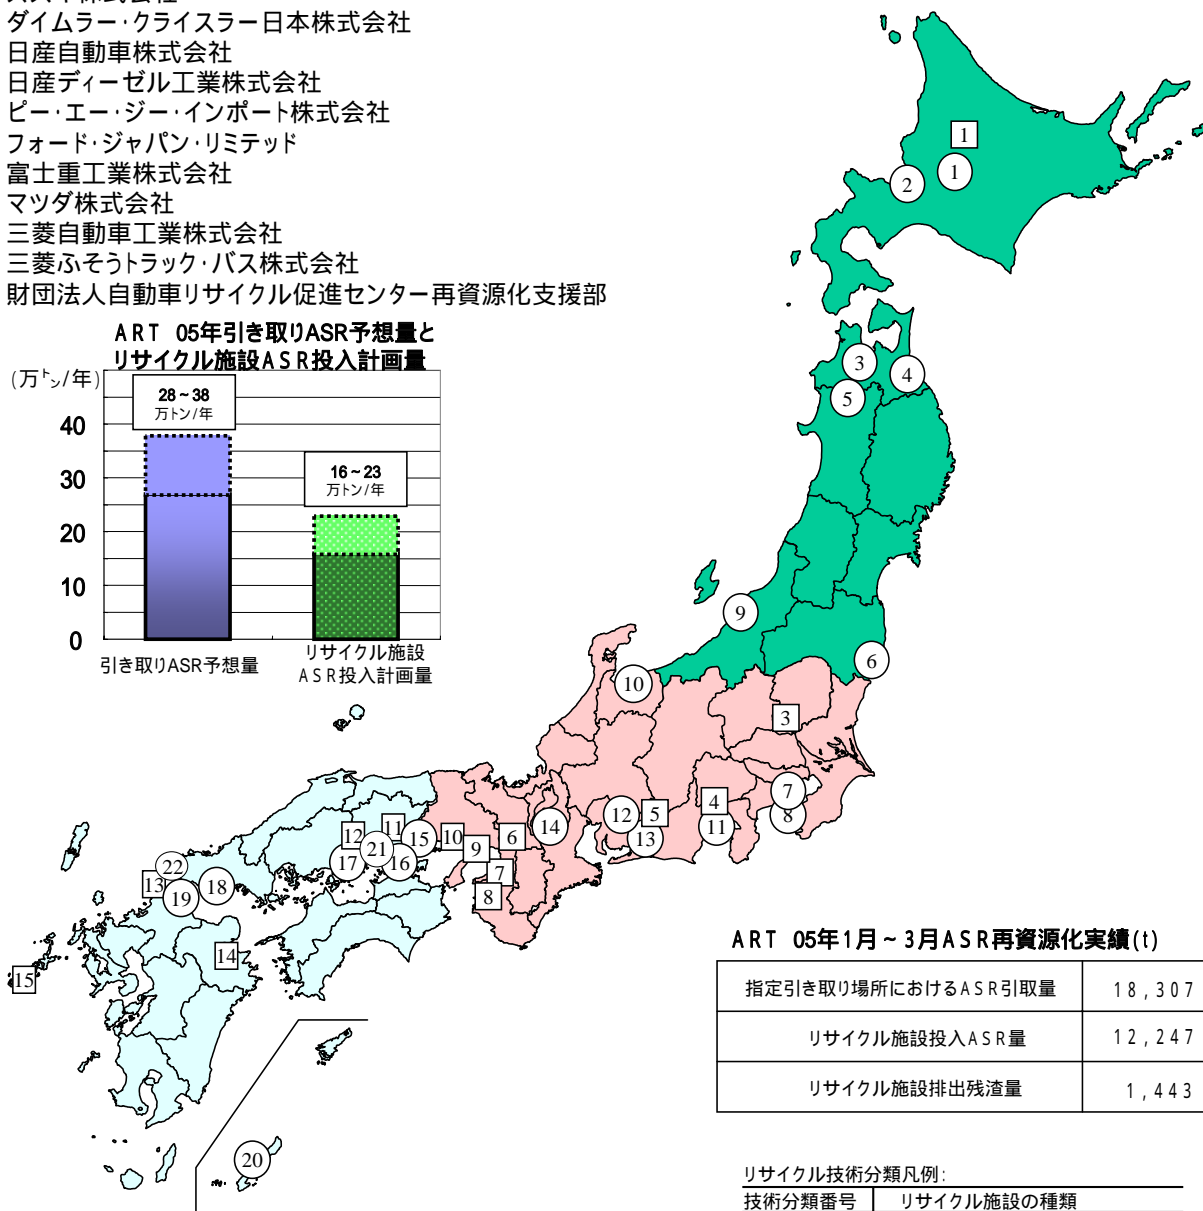 ダイムラー・クライスラー日本株式会社
日産自動車株式会社
日産ディーゼル工業株式会社
ピー・エー・ジー・インポート株式会社
フォード・ジャパン・リミテッド
富士重工業株式会社
マツダ株式会社
三菱自動車工業株式会社
三菱ふそうトラック・バス株式会社
財団法人自動車リサイクル促進センター再資源化支援部
ART 05年引き取りASR予想量と
リサイクル施設ASR投入計画量
(万トン/年)
28~38
万トン/年
16~23
万トン/年
40
30
20
10
0
引き取りASR予想量
リサイクル施設
ASR投入計画量
1
1
2
3
4
5
9
6
10
3
7
8
4
11
5
12
13
14
6
7
8
9
10
11
15
12
21
16
17
22
13
18
19
14
15
20
ART 05年1月~3月ASR再資源化実績(t)
指定引き取り場所におけるASR引取量 18,307
リサイクル施設投入ASR量 12,247
リサイクル施設排出残渣量 1,443
リサイクル技術分類凡例:
技術分類番号 リサイクル施設の種類